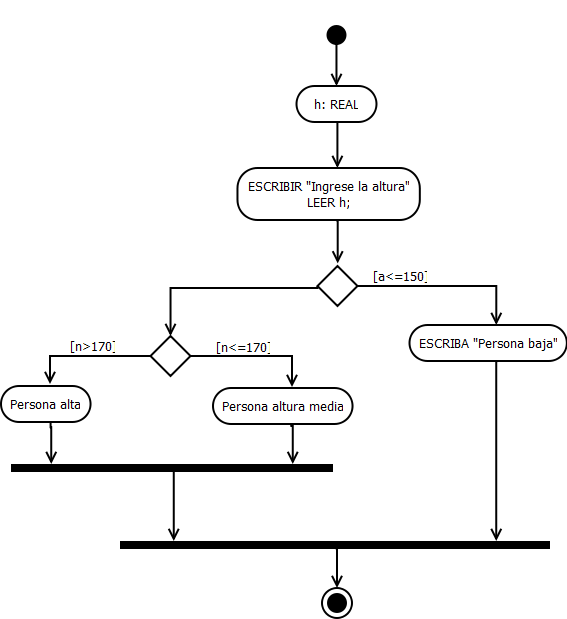 h: REAL
ESCRIBIR "Ingrese la altura"
LEER h;
[a<=150]
[n>170]
[n<=170]
ESCRIBA "Persona baja"
Persona alta
Persona altura media